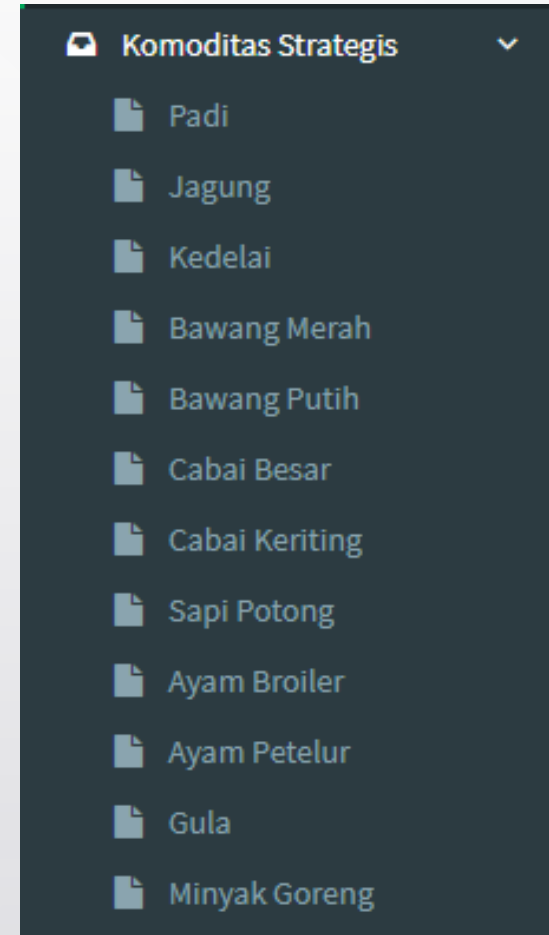 Komoditas Strategis
Padi
Jagung
Kedelai
Bawang Merah
Bawang Putih
Cabai Besar
Cabai Keriting
Sapi Potong
Ayam Broiler
Ayam Petelur
Gula
Minyak Goreng